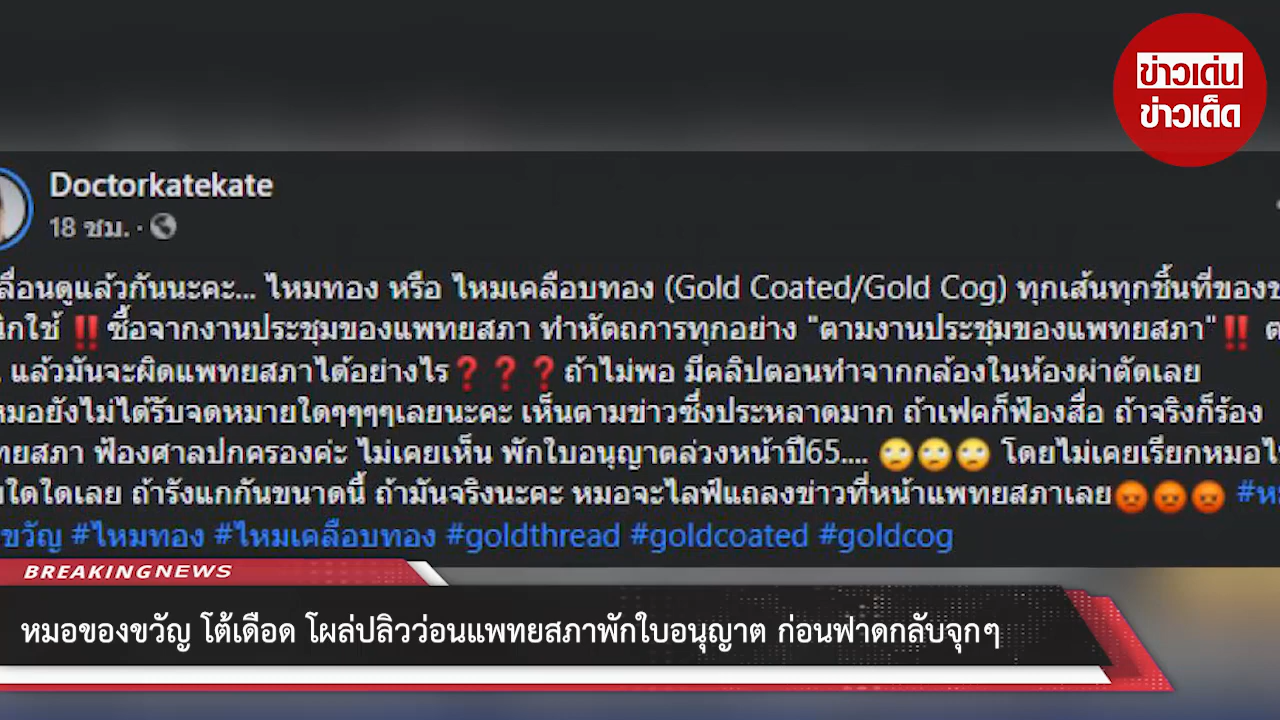 ข่าวเด่น
ข่าวเด็ด
Doctorkatekate
18 ชม. ·
ลื่อนดูแล้วกันนะคะ... ไหมทอง หรือ ไหมเคลือบทอง (Gold Coated/Gold Cog) ทุกเส้นทุกชิ้นที่ของข
นิกใช้ ‼️ ซื้อจากงานประชุมของแพทยสภา ทำหัตถการทุกอย่าง "ตามงานประชุมของแพทยสภา"‼️ ต
แล้วมันจะผิดแพทยสภาได้อย่างไร❓❓❓ถ้าไม่พอ มีคลิปตอนทำจากกล้องในห้องผ่าตัดเลย
หมอยังไม่ได้รับจดหมายใดๆๆๆๆเลยนะคะ เห็นตามข่าวซึ่งประหลาดมาก ถ้าเฟคก็ฟ้องสื่อ ถ้าจริงก็ร้อง
ทยสภา ฟ้องศาลปกครองค่ะ ไม่เคยเห็น พักใบอนุญาตล่วงหน้าปี65.... 🙄🙄🙄 โดยไม่เคยเรียกหมอไ
ใดใดเลย ถ้ารังแกกันขนาดนี้ ถ้ามันจริงนะคะ หมอจะไลฟ์แถลงข่าวที่หน้าแพทยสภาเลย😡😡😡 #ห
ขวัญ #ไหมทอง #ไหมเคลือบทอง #goldthread #goldcoated #goldcog
BREAKINGNEWS
หมอของขวัญ โต้เดือด โผล่ปลิวว่อนแพทยสภาพักใบอนุญาต ก่อนฟาดกลับจุกๆ